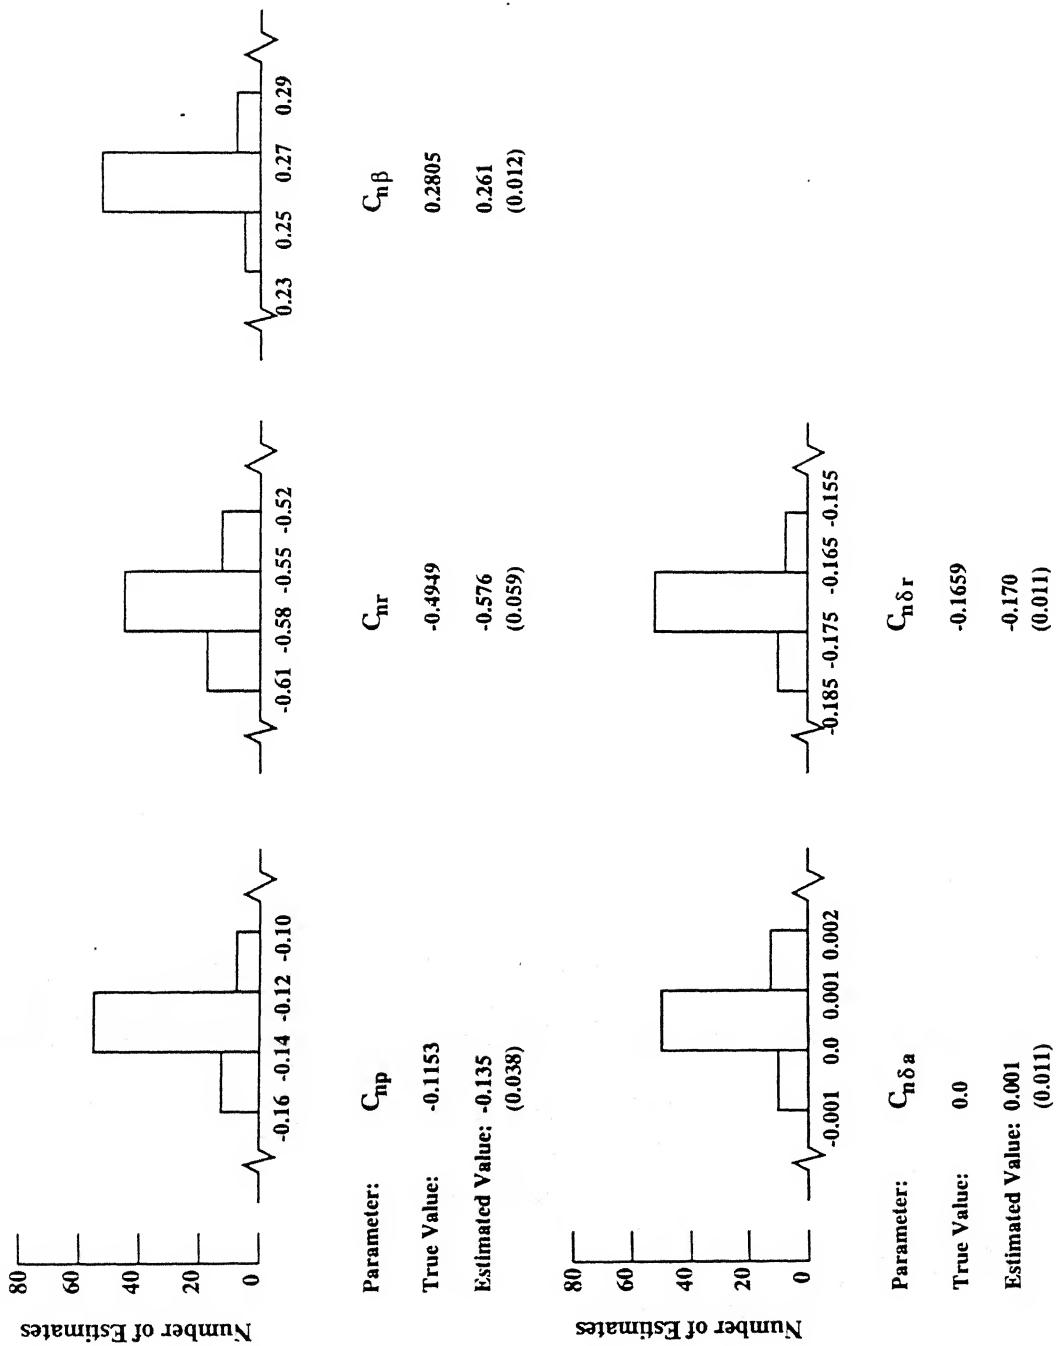 Number of Estimates
80
60
40
20
0
-0.16 -0.14 -0.12 -0.10
-0.61 -0.58 -0.55 -0.52
0.23 0.25 0.27 0.29
Parameter: Cnp Cnr Cnβ
True Value: -0.1153 -0.4949 0.2805
Estimated Value: -0.135 -0.576 0.261
(0.038) (0.059) (0.012)
Number of Estimates
80
60
40
20
0
-0.001 0.0 0.001 0.002
-0.185 -0.175 -0.165 -0.155
Parameter: Cnδa Cnδr
True Value: 0.0 -0.1659
Estimated Value: 0.001 -0.170
(0.011) (0.011)